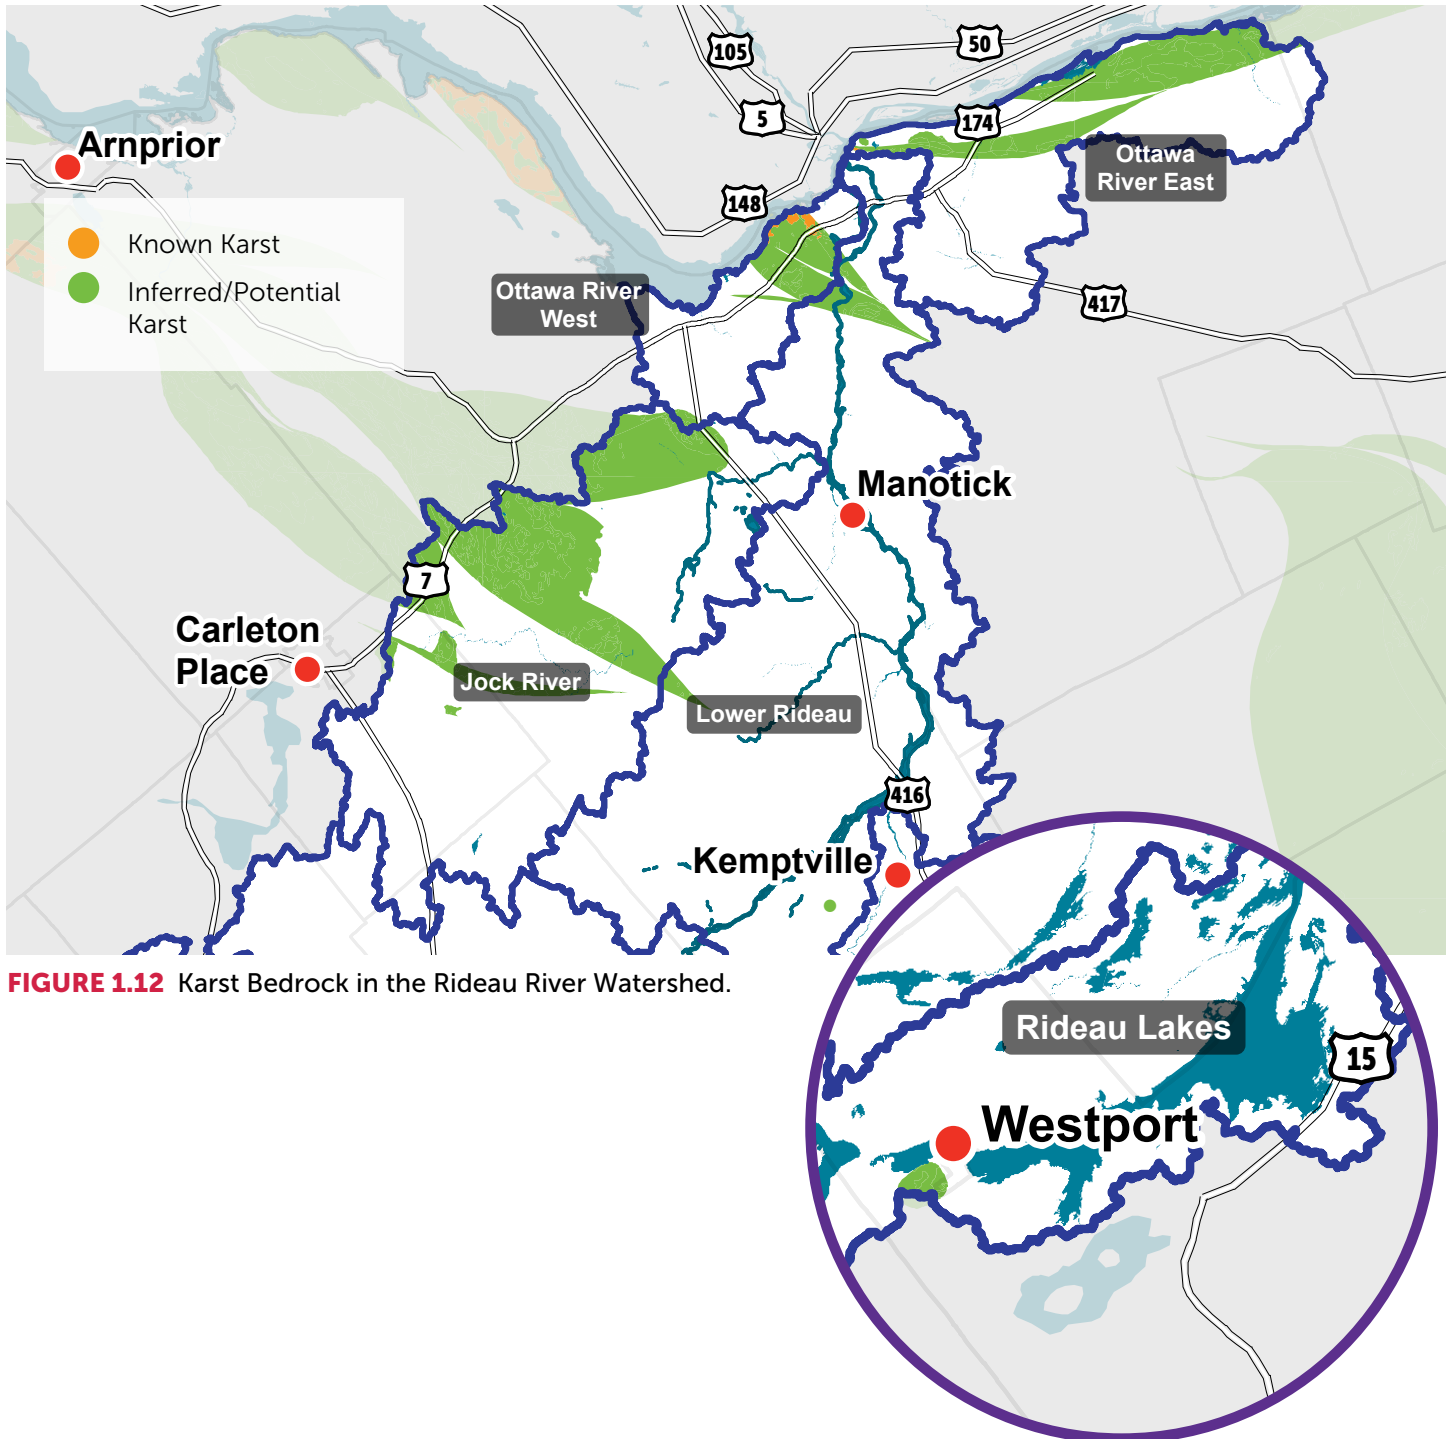 105
50
5
174
Arnprior
Ottawa
River East
148
Known Karst
Inferred/Potential
Karst
Ottawa River
West
417
Manotick
7
Carleton
Place
Jock River
Lower Rideau
416
Kemptville
FIGURE 1.12 Karst Bedrock in the Rideau River Watershed.
Rideau Lakes
15
Westport